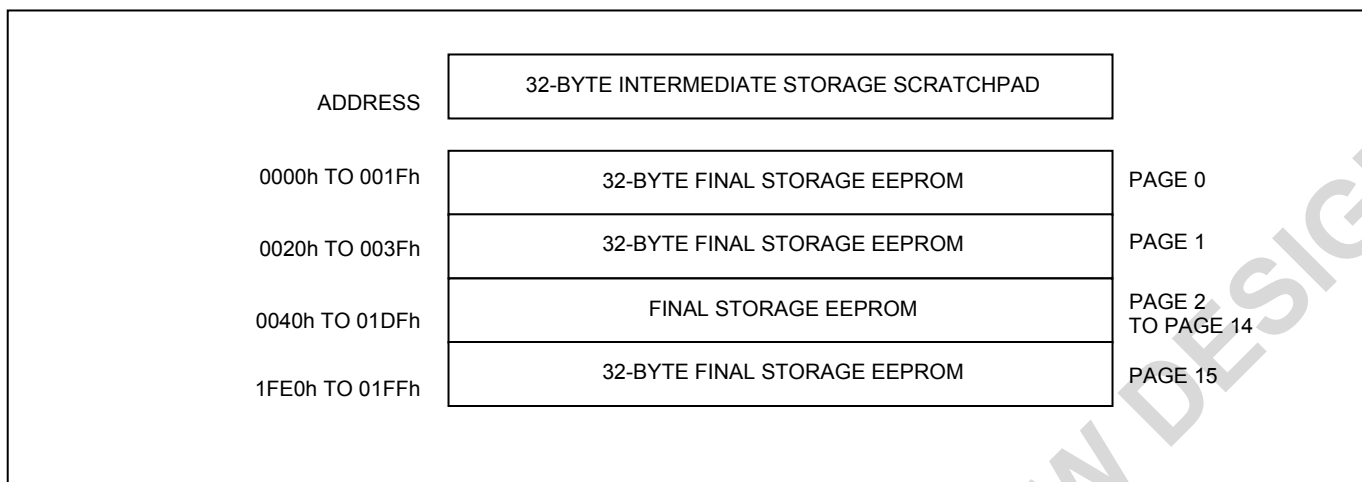 32-BYTE INTERMEDIATE STORAGE SCRATCHPAD
ADDRESS
0000h TO 001Fh 32-BYTE FINAL STORAGE EEPROM PAGE 0
0020h TO 003Fh 32-BYTE FINAL STORAGE EEPROM PAGE 1
0040h TO 01DFh FINAL STORAGE EEPROM PAGE 2
TO PAGE 14
1FE0h TO 01FFh 32-BYTE FINAL STORAGE EEPROM PAGE 15